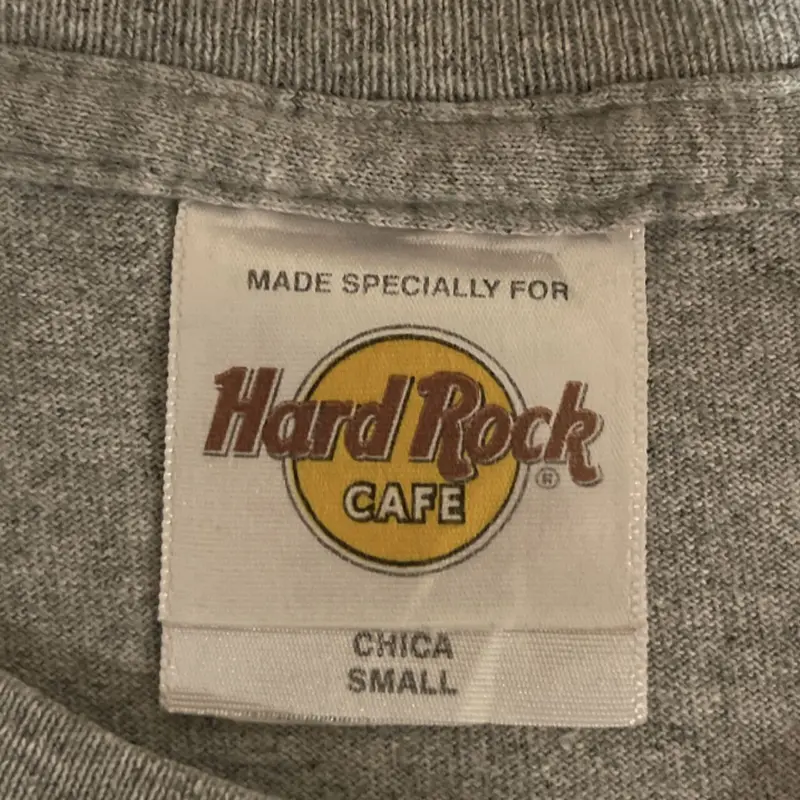 MADE SPECIALLY FOR
Hard Rock
CAFE
®
CHICA
SMALL